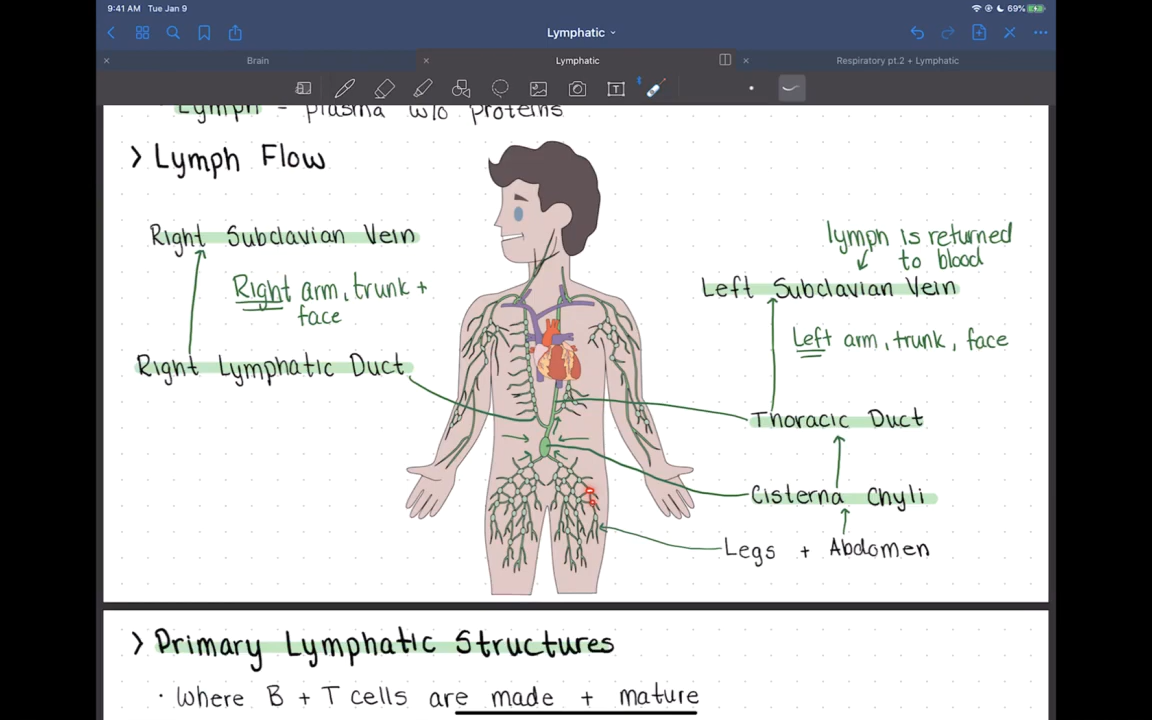 9:41 AM Tue Jan 9
69%
Lymphatic
Brain
Lymphatic
Respiratory pt.2 + Lymphatic
Lymph - plasma w/o proteins
> Lymph Flow
Right Subclavian Vein
Right arm, trunk +
face
Right Lymphatic Duct
lymph is returned
to blood
Left Subclavian Vein
Left arm, trunk, face
Thoracic Duct
Cisterna Chyli
Legs + Abdomen
> Primary Lymphatic Structures
· Where B + T cells are made + mature